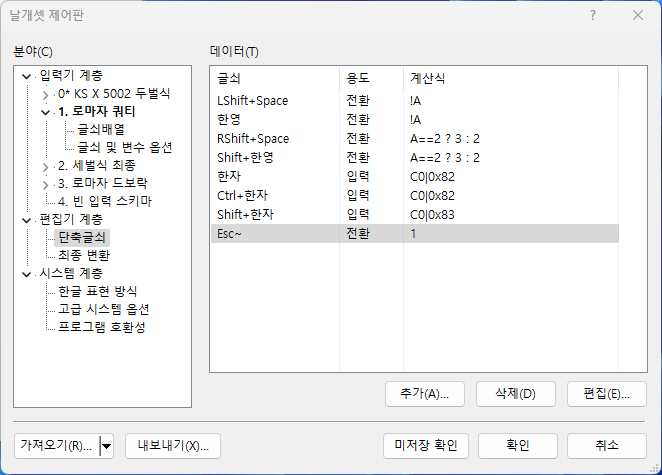 날개셋 제어판
분야(C)
입력기 계층
0* KS X 5002 두벌식
1. 로마자 쿼티
글쇠배열
글쇠 및 변수 옵션
2. 세벌식 최종
3. 로마자 드보락
4. 빈 입력 스키마
편집기 계층
단축글쇠
최종 변환
시스템 계층
한글 표현 방식
고급 시스템 옵션
프로그램 호환성
데이터(T)
글쇠 용도 계산식
LShift+Space 전환 !A
한영 전환 !A
RShift+Space 전환 A==2 ? 3 : 2
Shift+한영 전환 A==2 ? 3 : 2
한자 입력 C0|0x82
Ctrl+한자 입력 C0|0x82
Shift+한자 입력 C0|0x83
Esc~ 전환 1
추가(A)... 삭제(D) 편집(E)...
가져오기(R)... 내보내기(X)... 미저장 확인 확인 취소